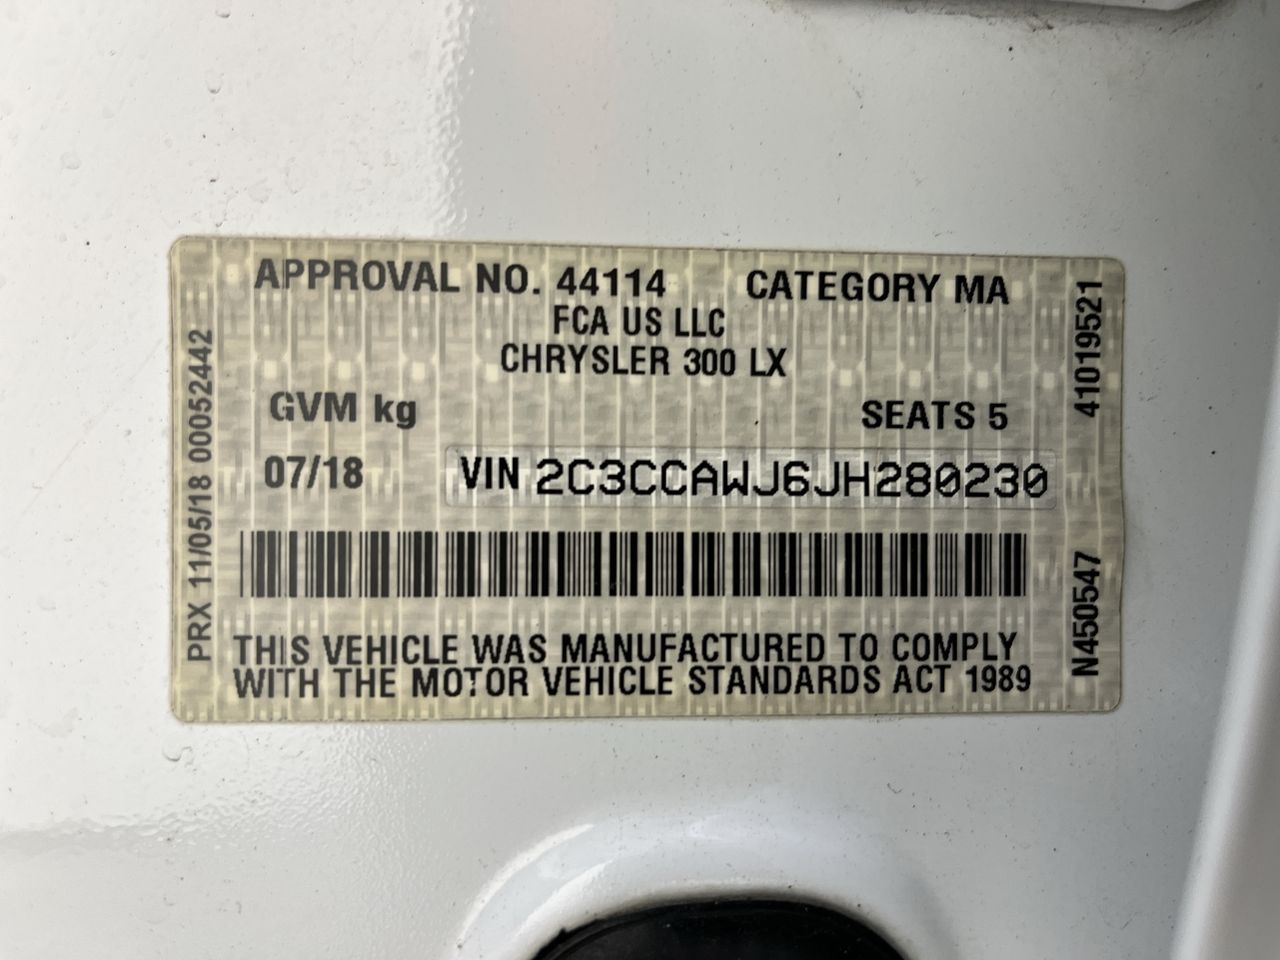 APPROVAL NO. 44114 CATEGORY MA
FCA US LLC
CHRYSLER 300 LX
GVM kg SEATS 5
07/18 VIN 2C3CCAWJ6JH280230
THIS VEHICLE WAS MANUFACTURED TO COMPLY
WITH THE MOTOR VEHICLE STANDARDS ACT 1989
PRX 11/05/18 00052442
41019521
N450547